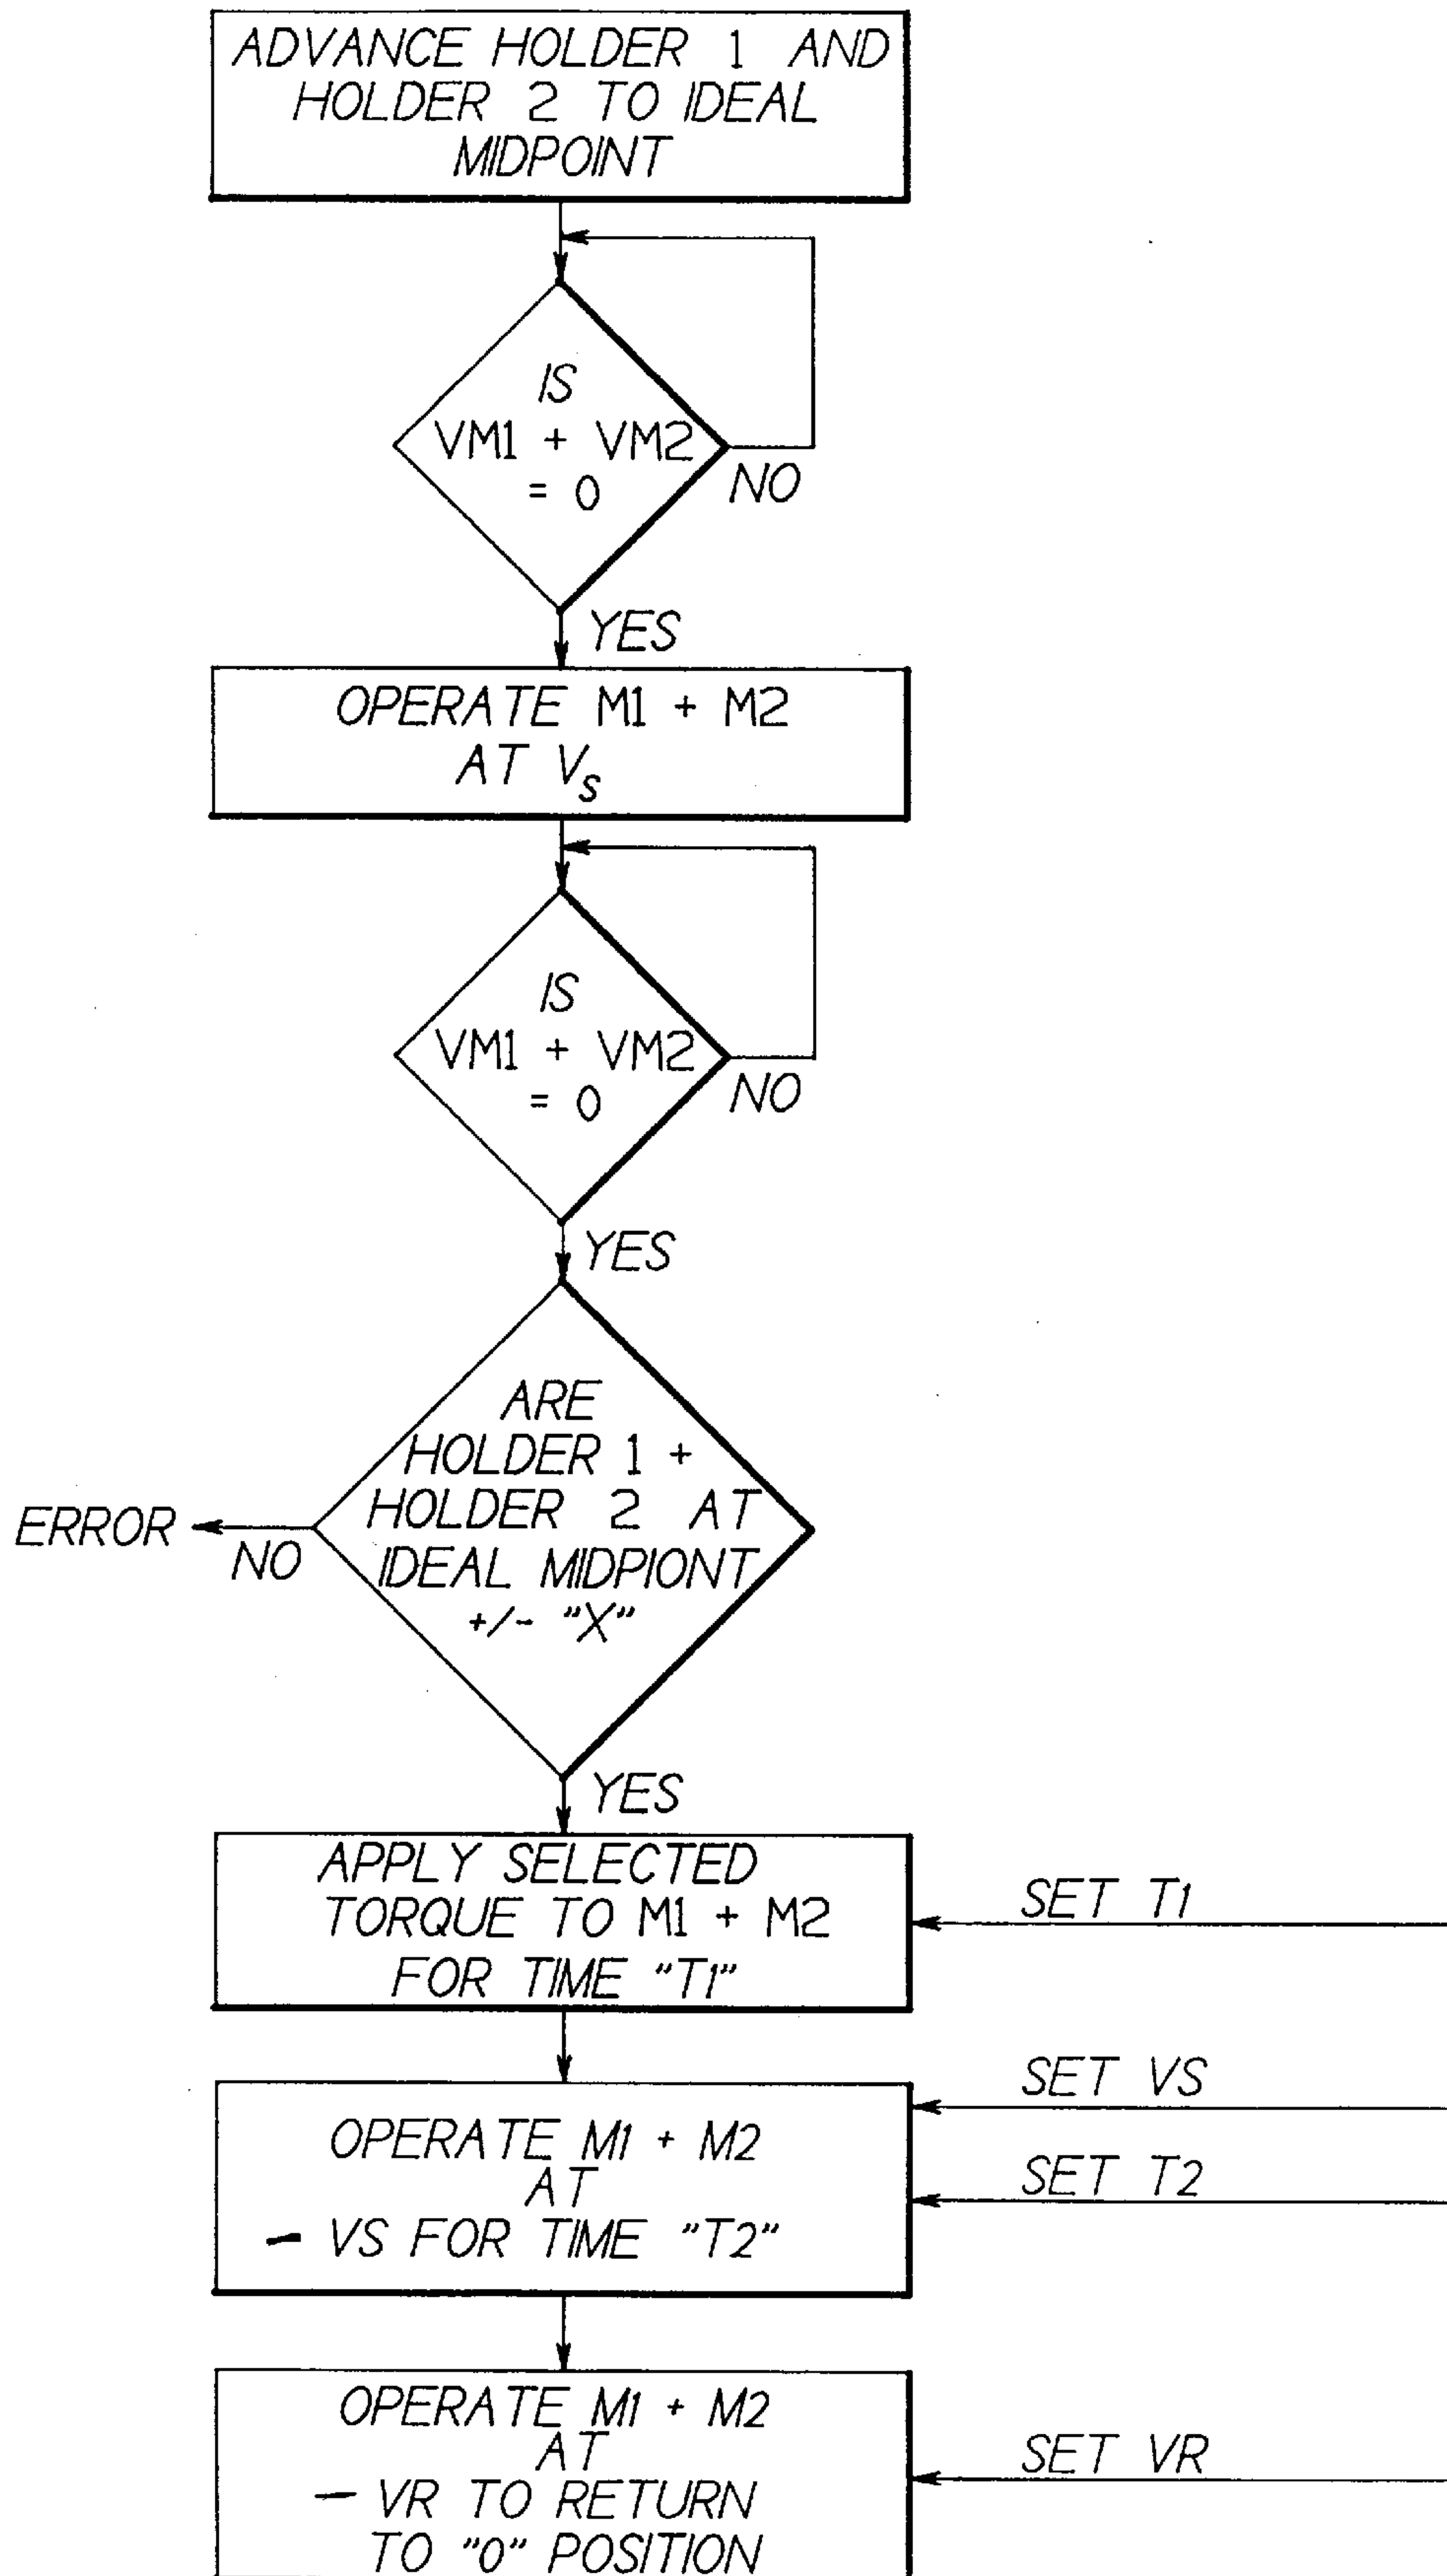 ADVANCE HOLDER 1 AND
HOLDER 2 TO IDEAL
MIDPOINT
IS
VM1 + VM2
= 0
NO
YES
OPERATE M1 + M2
AT Vs
IS
VM1 + VM2
= 0
NO
YES
ARE
HOLDER 1 +
HOLDER 2 AT
IDEAL MIDPIONT
+/- "X"
ERROR
NO
YES
APPLY SELECTED
TORQUE TO M1 + M2
FOR TIME "T1"
SET T1
OPERATE M1 + M2
AT
- VS FOR TIME "T2"
SET VS
SET T2
OPERATE M1 + M2
AT
- VR TO RETURN
TO "0" POSITION
SET VR